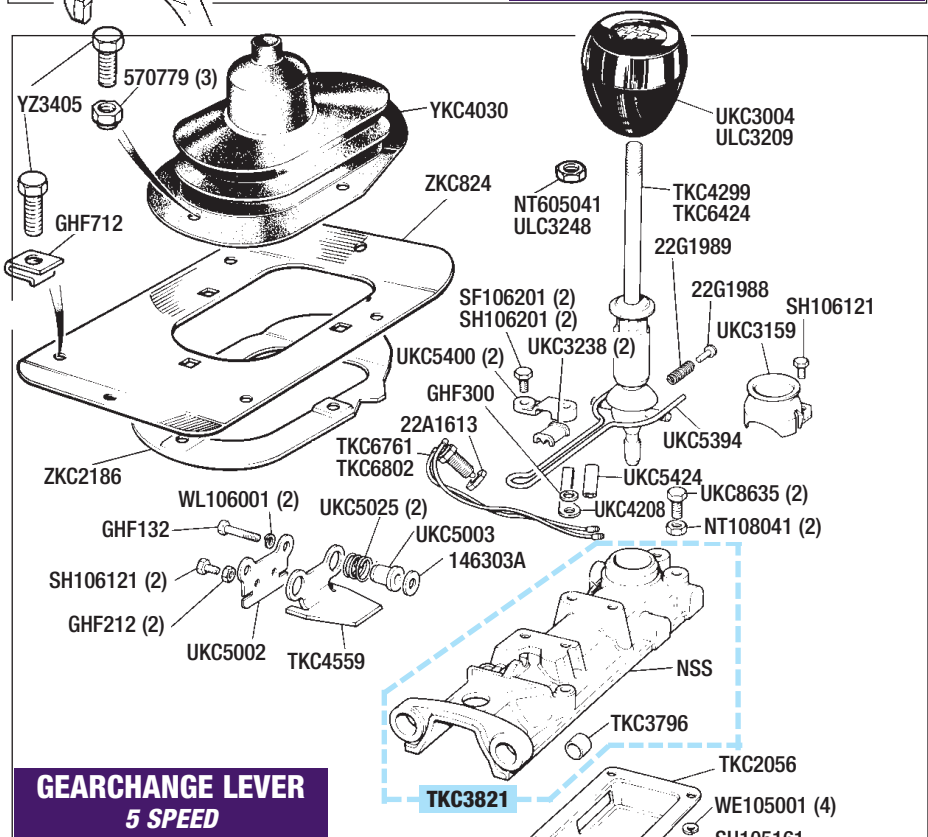 570779 (3)
YZ3405
YKC4030
UKC3004
ULC3209
ZKC824
NT605041
ULC3248
TKC4299
TKC6424
GHF712
22G1989
22G1988
SH106121
SF106201 (2)
SH106201 (2)
UKC3159
UKC3238 (2)
UKC5400 (2)
GHF300
22A1613
UKC5394
TKC6761
TKC6802
ZKC2186
UKC5424
UKC8635 (2)
WL106001 (2)
UKC5025 (2)
UKC4208
GHF132
UKC5003
NT108041 (2)
146303A
SH106121 (2)
GHF212 (2)
UKC5002
TKC4559
NSS
TKC3796
TKC2056
GEARCHANGE LEVER
5 SPEED
TKC3821
WE105001 (4)